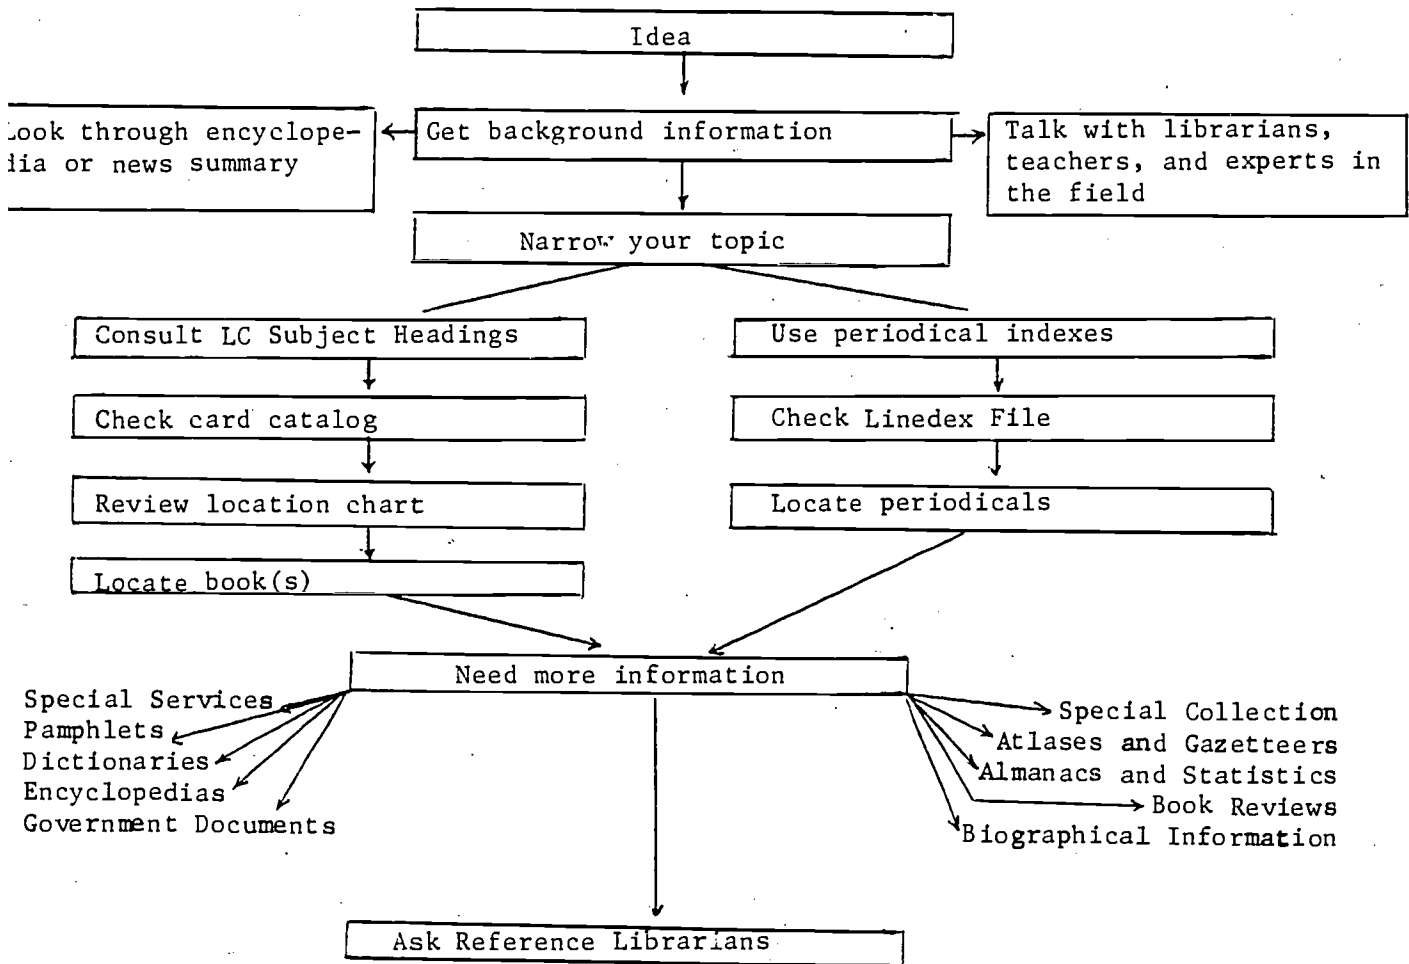 Idea
Look through encyclope-
dia or news summary
Get background information
Talk with librarians,
teachers, and experts in
the field
Narrow your topic
Consult LC Subject Headings
Check card catalog
Review location chart
Locate book(s)
Use periodical indexes
Check Linedex File
Locate periodicals
Need more information
Special Services
Pamphlets
Dictionaries
Encyclopedias
Government Documents
Special Collection
Atlases and Gazetteers
Almanacs and Statistics
Book Reviews
Biographical Information
Ask Reference Librarians